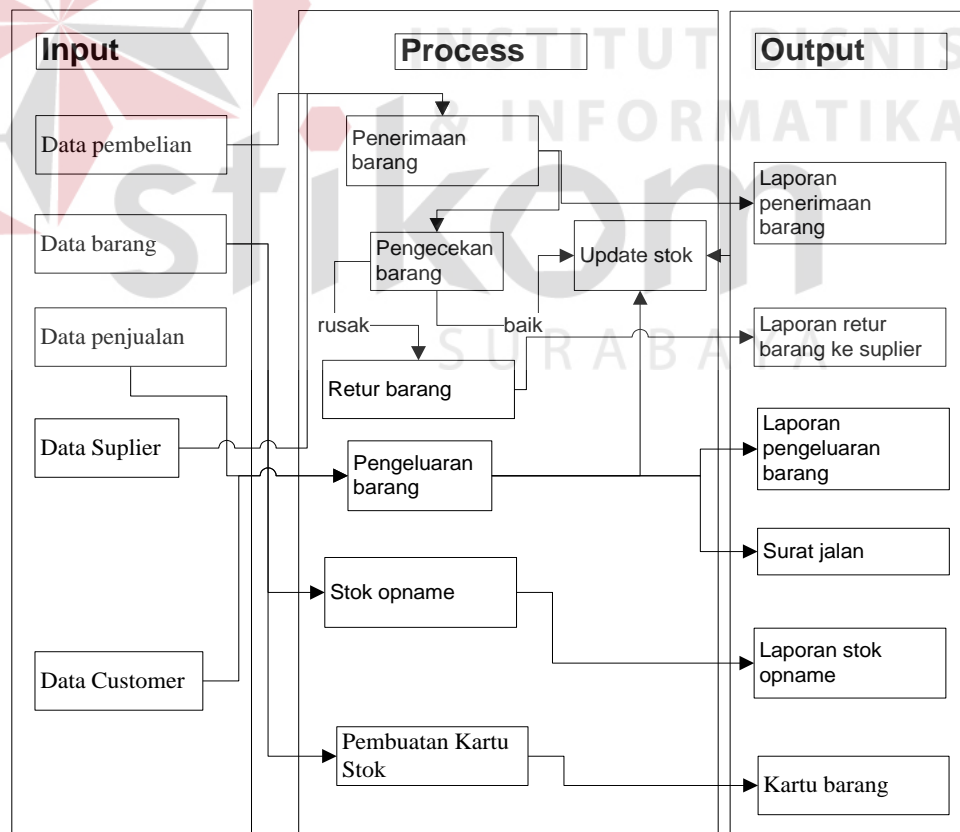 Input
Process
Output
INSTITUT BISNIS
& INFORMATIKA
stikom
SURABAYA
Data pembelian
Data barang
Data penjualan
Data Suplier
Data Customer
Penerimaan
barang
Pengecekan
barang
Update stok
rusak
baik
Retur barang
Pengeluaran
barang
Stok opname
Pembuatan Kartu
Stok
Laporan
penerimaan
barang
Laporan retur
barang ke suplier
Laporan
pengeluaran
barang
Surat jalan
Laporan stok
opname
Kartu barang